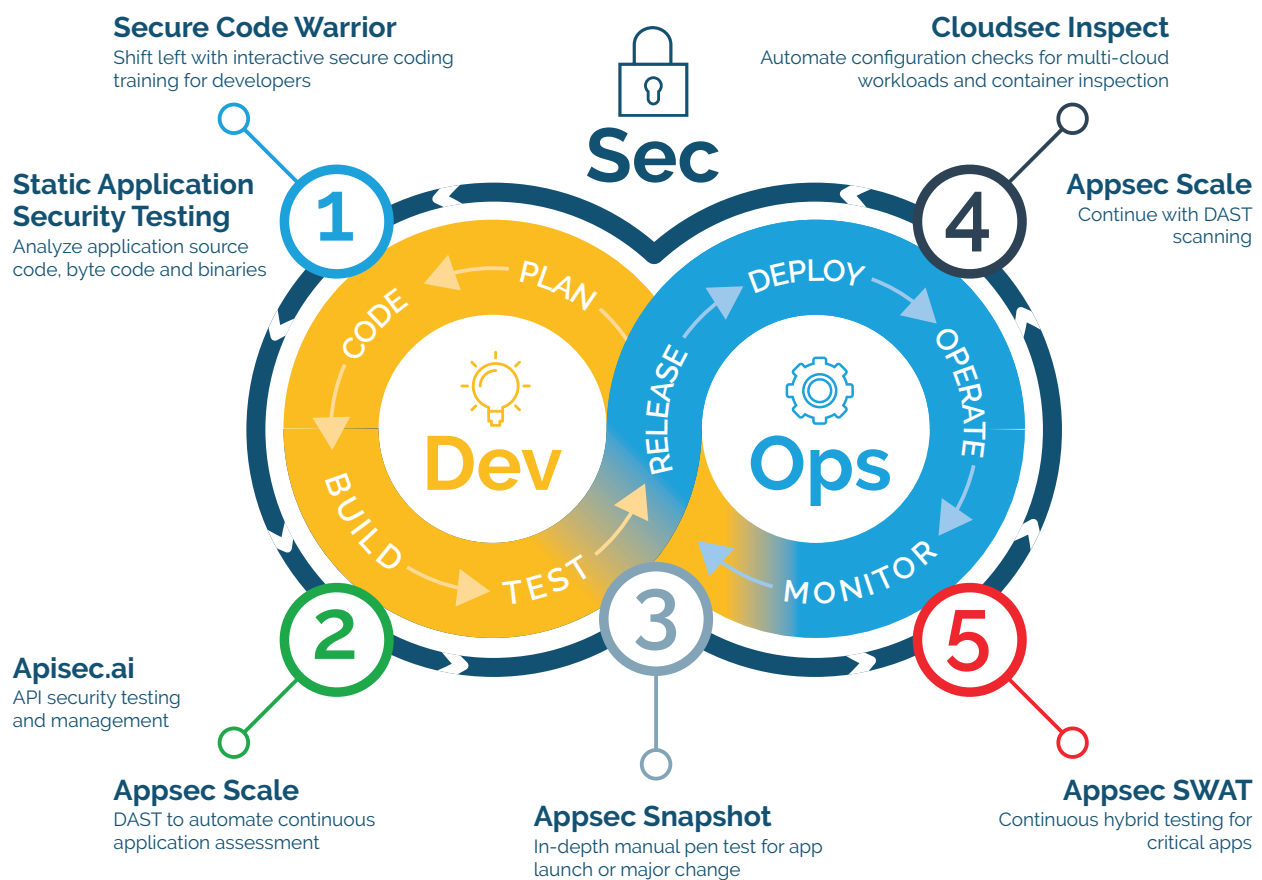 Secure Code Warrior
Shift left with interactive secure coding
training for developers
Cloudsec Inspect
Automate configuration checks for multi-cloud
workloads and container inspection
Sec
Static Application
Security Testing
Analyze application source
code, byte code and binaries
1
4
Appsec Scale
Continue with DAST
scanning
PLAN
CODE
BUILD
TEST
Dev
RELEASE
DEPLOY
OPERATE
MONITOR
Ops
2
3
5
Apisec.ai
API security testing
and management
Appsec Scale
DAST to automate continuous
application assessment
Appsec Snapshot
In-depth manual pen test for app
launch or major change
Appsec SWAT
Continuous hybrid testing for
critical apps